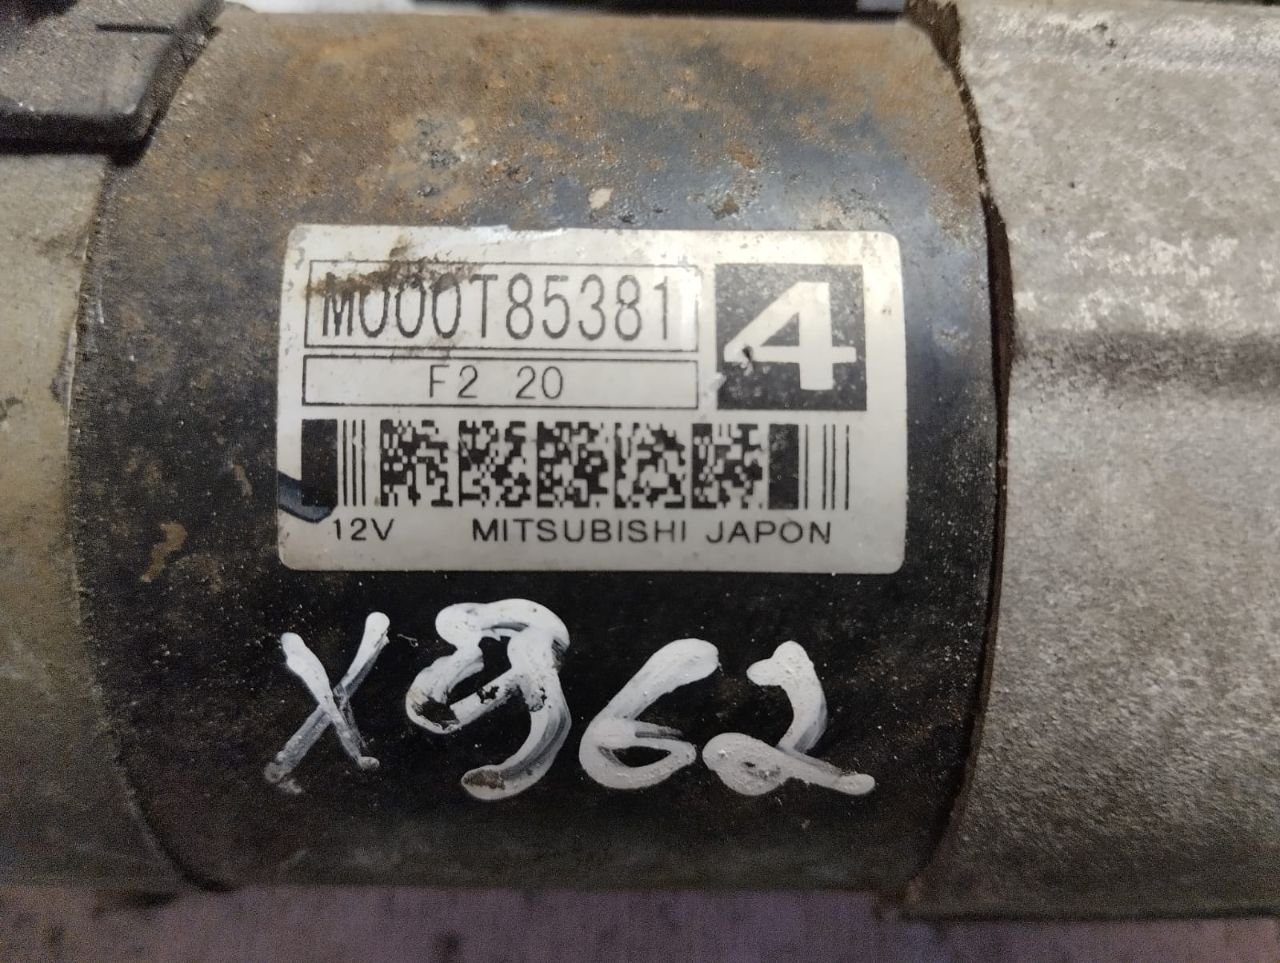 M000T85381
4
F2 20
12V MITSUBISHI JAPON
X962